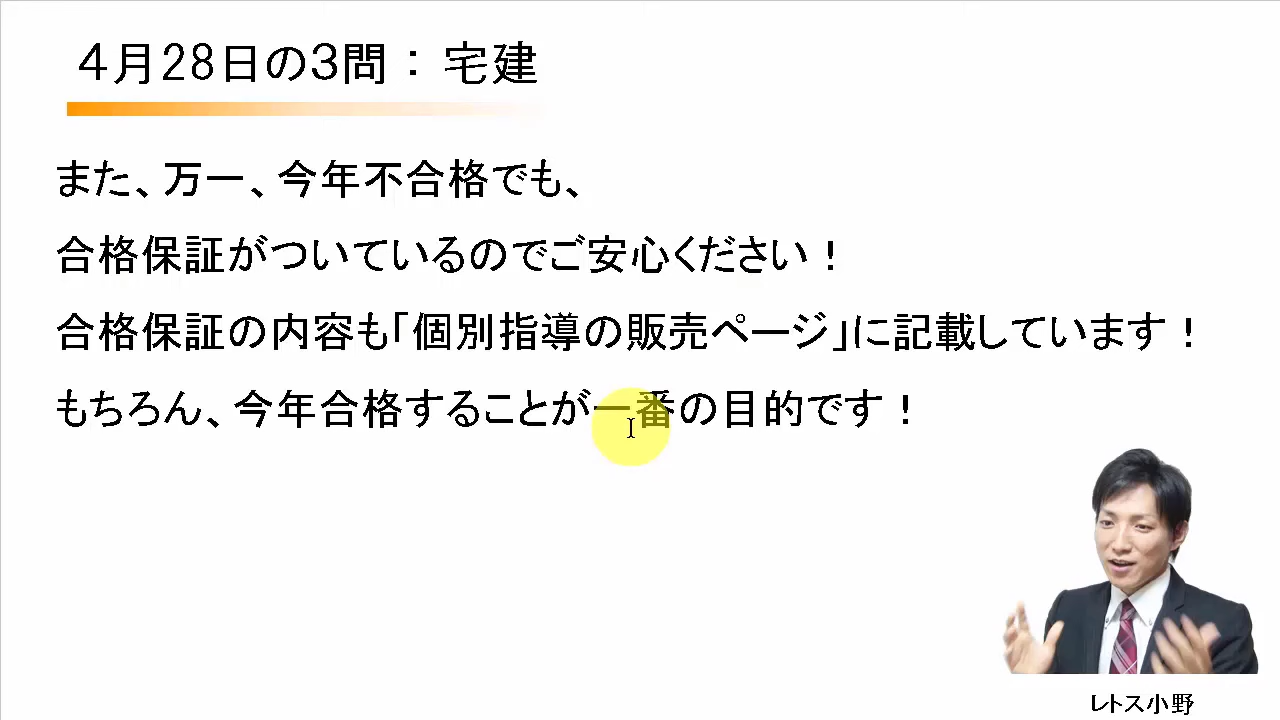 ４月28日の３問：宅建
また、万一、今年不合格でも、
合格保証がついているのでご安心ください！
合格保証の内容も「個別指導の販売ページ」に記載しています！
もちろん、今年合格することが一番の目的です！
レトス小野